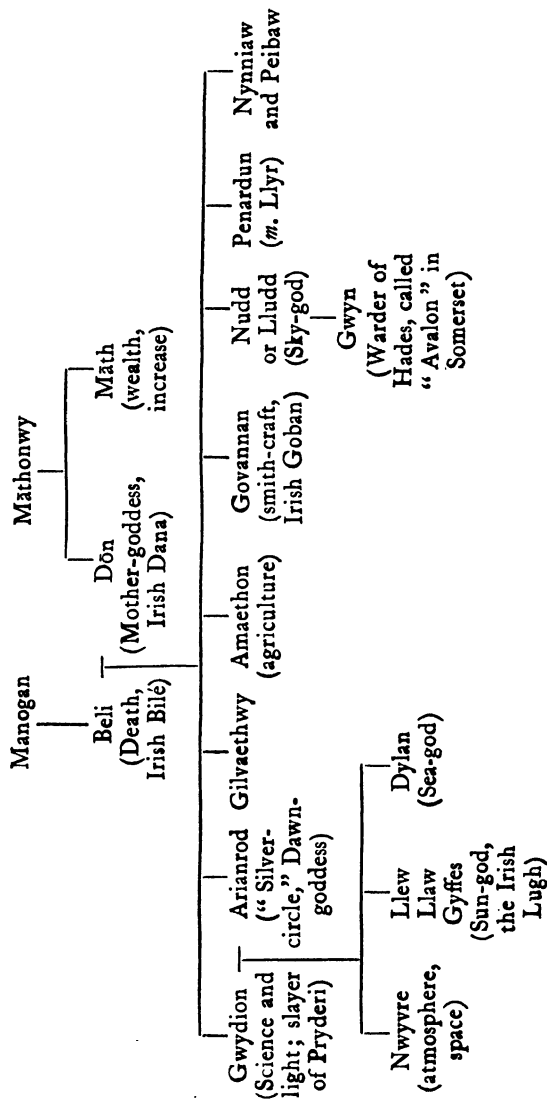 Manogan
Māthonwy
Beli
(Death,
Irish Bilé)
Dōn
(Mother-goddess,
Irish Dana)
Māth
(wealth,
increase)
Gwydion
(Science and
light; slayer
of Pryderi)
Arianrod
(“Silver-
circle,” Dawn-
goddess)
Gilvaethwy
Amaethon
(agriculture)
Govannan
(smith-craft,
Irish Goban)
Nudd
or Lludd
(Sky-god)
Penardun
(m. Llyr)
Nynniaw
and Peibaw
Gwyn
(Warder of
Hades, called
“Avalon” in
Somerset)
Nwyvre
(atmosphere,
space)
Llew
Llaw
Gyffes
(Sun-god,
the Irish
Lugh)
Dylan
(Sea-god)